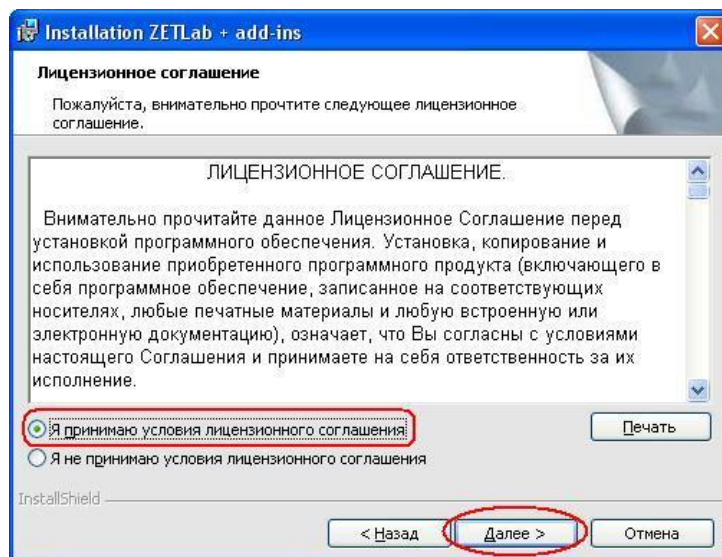 Installation ZETLab + add-ins
Лицензионное соглашение
Пожалуйста, внимательно прочтите следующее лицензионное
соглашение.
ЛИЦЕНЗИОННОЕ СОГЛАШЕНИЕ.
Внимательно прочитайте данное Лицензионное Соглашение перед
установкой программного обеспечения. Установка, копирование и
использование приобретенного программного продукта (включающего в
себя программное обеспечение, записанное на соответствующих
носителях, любые печатные материалы и любую встроенную или
электронную документацию), означает, что Вы согласны с условиями
настоящего Соглашения и принимаете на себя ответственность за их
исполнение.
Я принимаю условия лицензионного соглашения
Печать
Я не принимаю условия лицензионного соглашения
InstallShield
< Назад
Далее >
Отмена